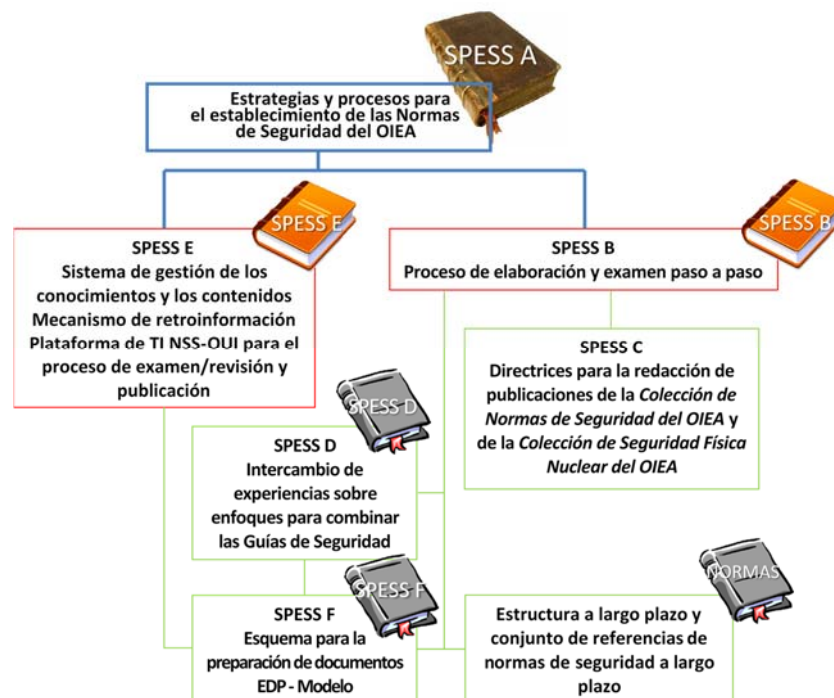 SPESS A
Estrategias y procesos para
el establecimiento de las Normas
de Seguridad del OIEA
SPESS E
SPESS E
Sistema de gestión de los
conocimientos y los contenidos
Mecanismo de retroinformación
Plataforma de TI NSS-OUI para el
proceso de examen/revisión y
publicación
SPESS B
SPESS B
Proceso de elaboración y examen paso a paso
SPESS C
Directrices para la redacción de
publicaciones de la Colección de
Normas de Seguridad del OIEA y
de la Colección de Seguridad Física
Nuclear del OIEA
SPESS D
SPESS D
Intercambio de
experiencias sobre
enfoques para combinar
las Guías de Seguridad
SPESS F
SPESS F
Esquema para la
preparación de documentos
EDP - Modelo
NORMAS
Estructura a largo plazo y
conjunto de referencias de
normas de seguridad a largo
plazo